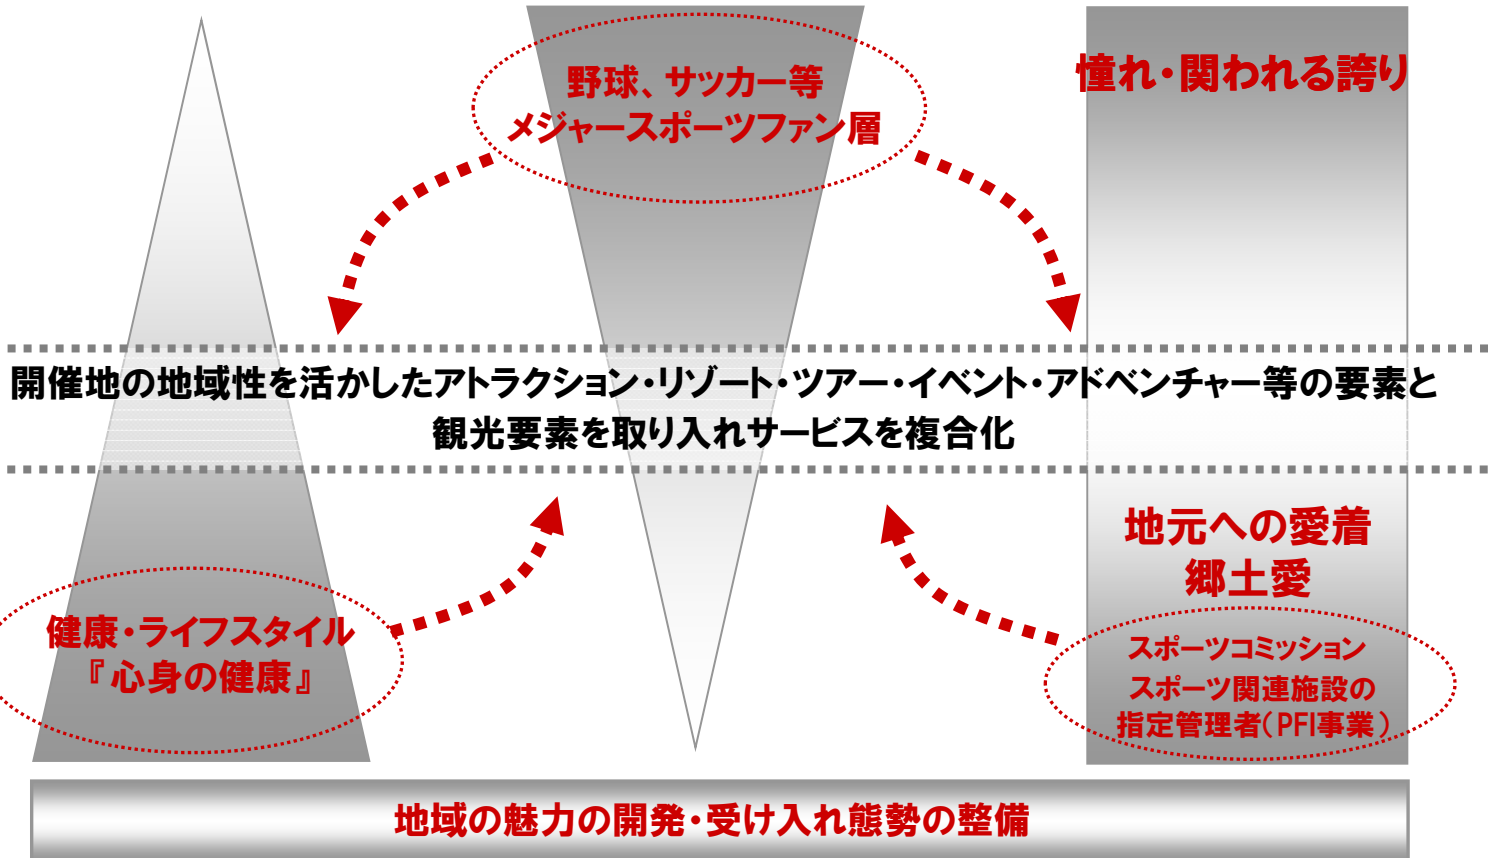 野球、サッカー等
メジャースポーツファン層
憧れ・関われる誇り
開催地の地域性を活かしたアトラクション・リゾート・ツアー・イベント・アドベンチャー等の要素と
観光要素を取り入れサービスを複合化
健康・ライフスタイル
『心身の健康』
地元への愛着
郷土愛
スポーツコミッション
スポーツ関連施設の
指定管理者（PFI事業）
地域の魅力の開発・受け入れ態勢の整備